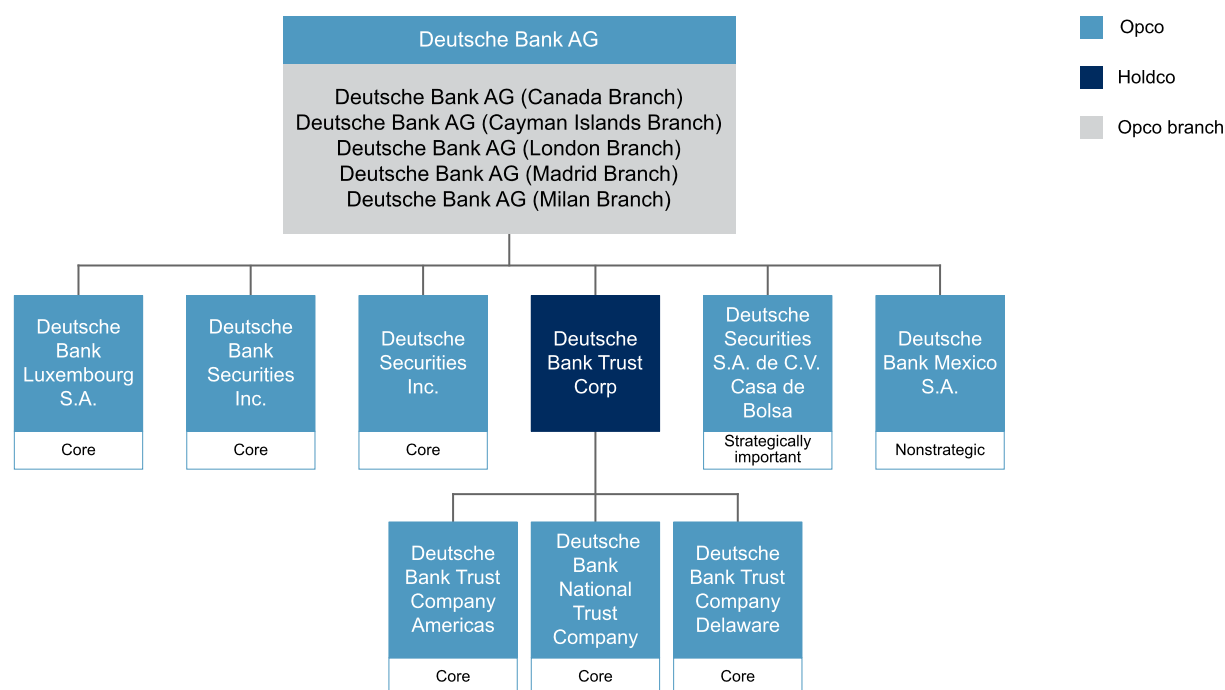 Deutsche Bank AG
Deutsche Bank AG (Canada Branch)
Deutsche Bank AG (Cayman Islands Branch)
Deutsche Bank AG (London Branch)
Deutsche Bank AG (Madrid Branch)
Deutsche Bank AG (Milan Branch)
Opco
Holdco
Opco branch
Deutsche
Bank
Luxembourg
S.A.
Core
Deutsche
Bank
Securities
Inc.
Core
Deutsche
Securities
Inc.
Core
Deutsche
Bank Trust
Corp
Deutsche
Securities
S.A. de C.V.
Casa de
Bolsa
Strategically
important
Deutsche
Bank Mexico
S.A.
Nonstrategic
Deutsche
Bank Trust
Company
Americas
Core
Deutsche
Bank
National
Trust
Company
Core
Deutsche
Bank Trust
Company
Delaware
Core